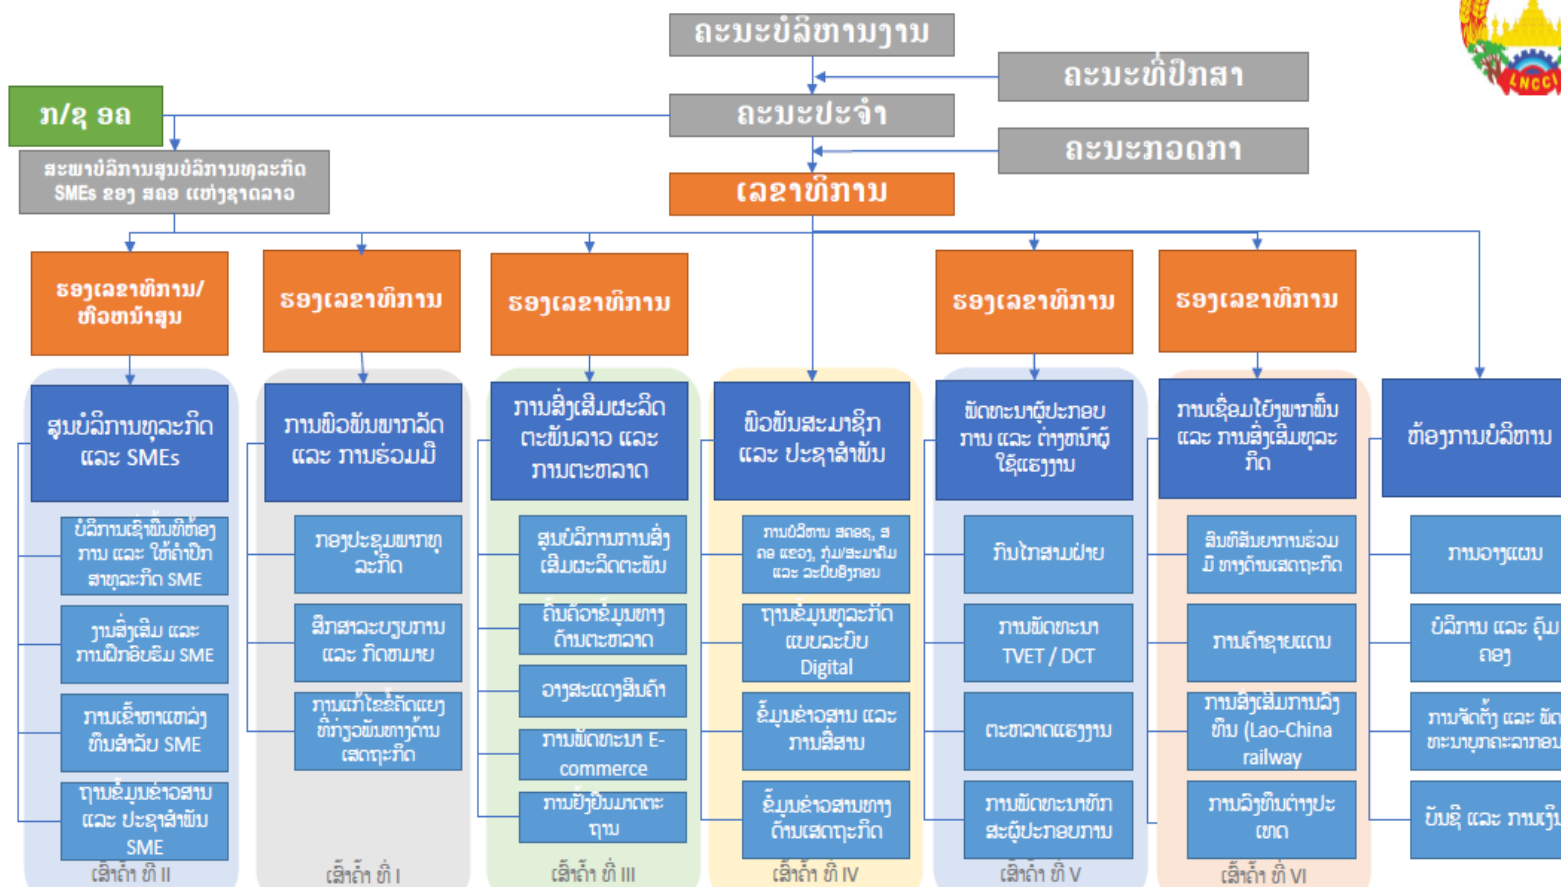 ຄະນະບໍລິຫານງານ
ຄະນະທີ່ປຶກສາ
LNCCI
ກ/ຊ ອຄ
ຄະນະປະຈຳ
ຄະນະກວດກາ
ສະພາບໍລິການສູນບໍລິການທຸລະກິດ
SMEs ຂອງ ສຄອ ແຫ່ງຊາດລາວ
ເລຂາທິການ
ຮອງເລຂາທິການ/
ຫົວຫນ້າສູນ
ຮອງເລຂາທິການ
ຮອງເລຂາທິການ
ຮອງເລຂາທິການ
ຮອງເລຂາທິການ
ສູນບໍລິການທຸລະກິດ
ແລະ SMEs
ບໍລິການເຊົ່າພື້ນທີ່ຫ້ອງ
ການ ແລະ ໃຫ້ຄຳປຶກ
ສາທຸລະກິດ SME
ງານສົ່ງເສີມ ແລະ
ການຝຶກອົບຮົມ SME
ການເຂົ້າຫາແຫລ່ງ
ທຶນສຳລັບ SME
ຖານຂໍ້ມູນຂ່າວສານ
ແລະ ປະຊາສຳພັນ
SME
ເສົາຄ້ຳ ທີ II
ການພົວພັນພາກລັດ
ແລະ ການຮ່ວມມື
ກອງປະຊຸມພາກທຸ
ລະກິດ
ສຶກສາລະບຽບການ
ແລະ ກົດຫມາຍ
ການແກ້ໄຂຂໍ້ຂັດແຍ່ງ
ທີ່ກ່ຽວພັນທາງດ້ານ
ເສດຖະກິດ
ເສົາຄ້ຳ ທີ່ I
ການສົ່ງເສີມຜະລິດ
ຕະພັນລາວ ແລະ
ການຕະຫລາດ
ສູນບໍລິການການສົ່ງ
ເສີມຜະລິດຕະພັນ
ຄົ້ນຄ້ວາຂໍ້ມູນທາງ
ດ້ານຕະຫລາດ
ວາງສະແດງສິນຄ້າ
ການພັດທະນາ E-
commerce
ການຢັ້ງຢືນມາດຕະ
ຖານ
ເສົາຄ້ຳ ທີ່ III
ພົວພັນສະມາຊິກ
ແລະ ປະຊາສຳພັນ
ການບໍລິຫານ ສຄອຊ, ສ
ຄອ ແຂວງ, ກຸ່ມ/ສະມາຄົມ
ແລະ ລະບົບອົງກອນ
ຖານຂໍ້ມູນທຸລະກິດ
ແບບລະບົບ
Digital
ຂໍ້ມູນຂ່າວສານ ແລະ
ການສື່ສານ
ຂໍ້ມູນຂ່າວສານທາງ
ດ້ານເສດຖະກິດ
ເສົາຄ້ຳ ທີ່ IV
ພັດທະນາຜູ້ປະກອບ
ການ ແລະ ຕ່າງຫນ້າຜູ້
ໃຊ້ແຮງງານ
ກົນໄກສາມຝ່າຍ
ການພັດທະນາ
TVET / DCT
ຕະຫລາດແຮງງານ
ການພັດທະນາທັກ
ສະຜູ້ປະກອບການ
ເສົາຄ້ຳ ທີ່ V
ການເຊື່ອມໂຍງພາກພື້ນ
ແລະ ການສົ່ງເສີມທຸລະ
ກິດ
ສົນທິສັນຍາການຮ່ວມ
ມື ທາງດ້ານເສດຖະກິດ
ການຄ້າຊາຍແດນ
ການສົ່ງເສີມການລົງ
ທຶນ (Lao-China
railway
ການລົງທຶນຕ່າງປະ
ເທດ
ເສົາຄ້ຳ ທີ່ VI
ຫ້ອງການບໍລິຫານ
ການວາງແຜນ
ບໍລິການ ແລະ ຄຸ້ມ
ຄອງ
ການຈັດຕັ້ງ ແລະ ພັດ
ທະນາບຸກຄະລາກອນ
ບັນຊີ ແລະ ການເງິນ